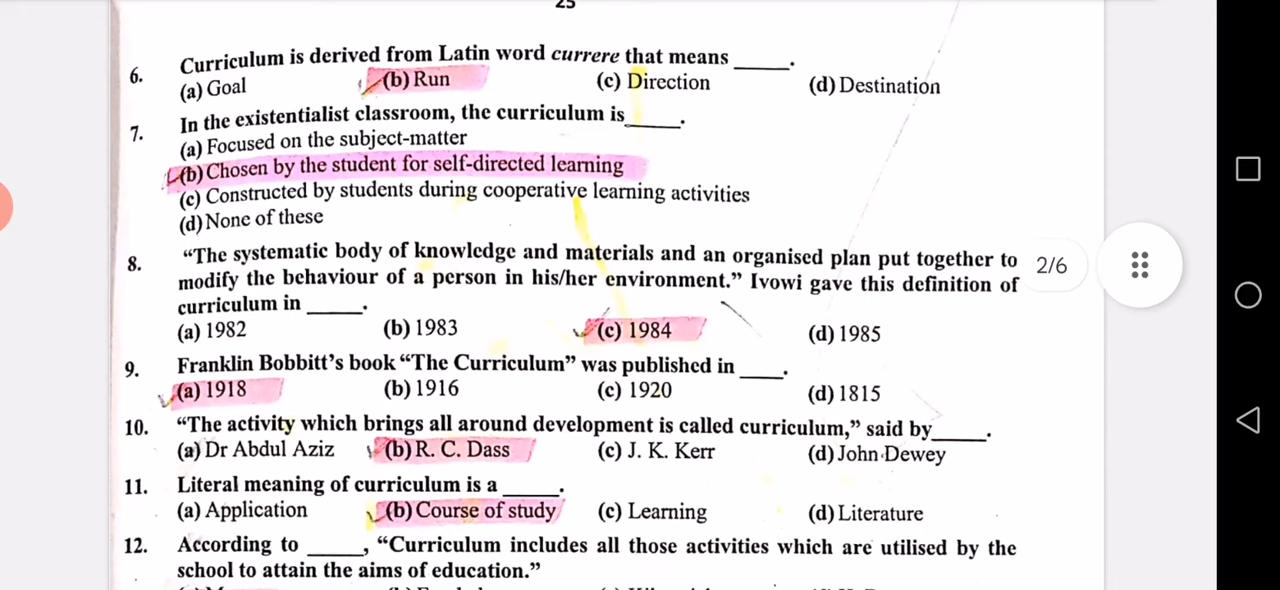 25
6. Curriculum is derived from Latin word currere that means _____.
(a) Goal (b) Run (c) Direction (d) Destination
7. In the existentialist classroom, the curriculum is_____.
(a) Focused on the subject-matter
(b) Chosen by the student for self-directed learning
(c) Constructed by students during cooperative learning activities
(d) None of these
8. “The systematic body of knowledge and materials and an organised plan put together to
modify the behaviour of a person in his/her environment.” Ivowi gave this definition of
curriculum in _____.
(a) 1982 (b) 1983 (c) 1984 (d) 1985
9. Franklin Bobbitt’s book “The Curriculum” was published in ____.
(a) 1918 (b) 1916 (c) 1920 (d) 1815
10. “The activity which brings all around development is called curriculum,” said by_____.
(a) Dr Abdul Aziz (b) R. C. Dass (c) J. K. Kerr (d) John Dewey
11. Literal meaning of curriculum is a _____.
(a) Application (b) Course of study (c) Learning (d) Literature
12. According to _____, “Curriculum includes all those activities which are utilised by the
school to attain the aims of education.”
2/6